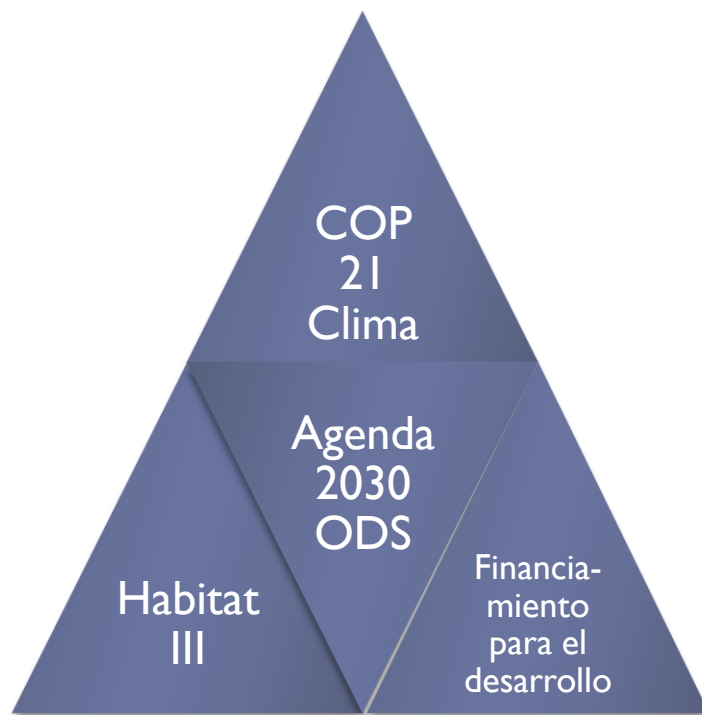 COP
21
Clima
Agenda
2030
ODS
Habitat
III
Financia-
miento
para el
desarrollo